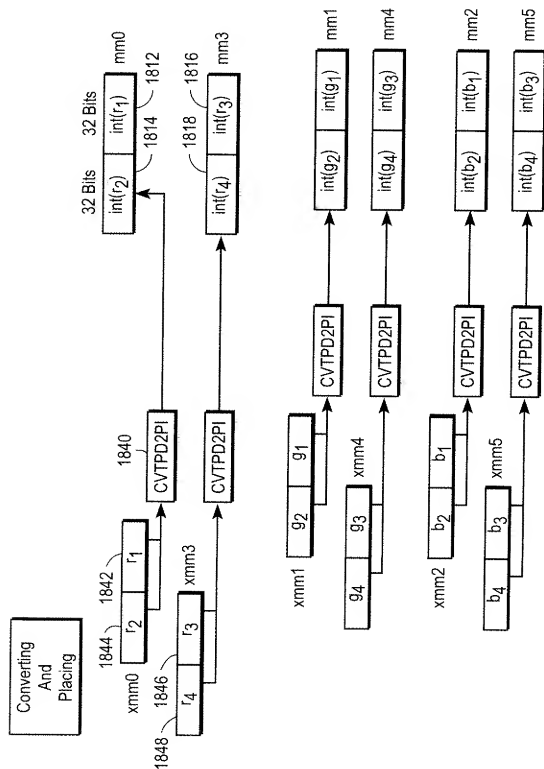 Converting
And
Placing
1844
1842
r2
r1
xmm0
1840
CVTPD2PI
32 Bits
32 Bits
int(r2)
int(r1)
mm0
1814
1812
1848
1846
r4
r3
xmm3
CVTPD2PI
1818
1816
int(r4)
int(r3)
mm3
xmm1
g2
g1
CVTPD2PI
int(g2)
int(g1)
mm1
g4
g3
xmm4
CVTPD2PI
int(g4)
int(g3)
mm4
xmm2
b2
b1
CVTPD2PI
int(b2)
int(b1)
mm2
b4
b3
xmm5
CVTPD2PI
int(b4)
int(b3)
mm5